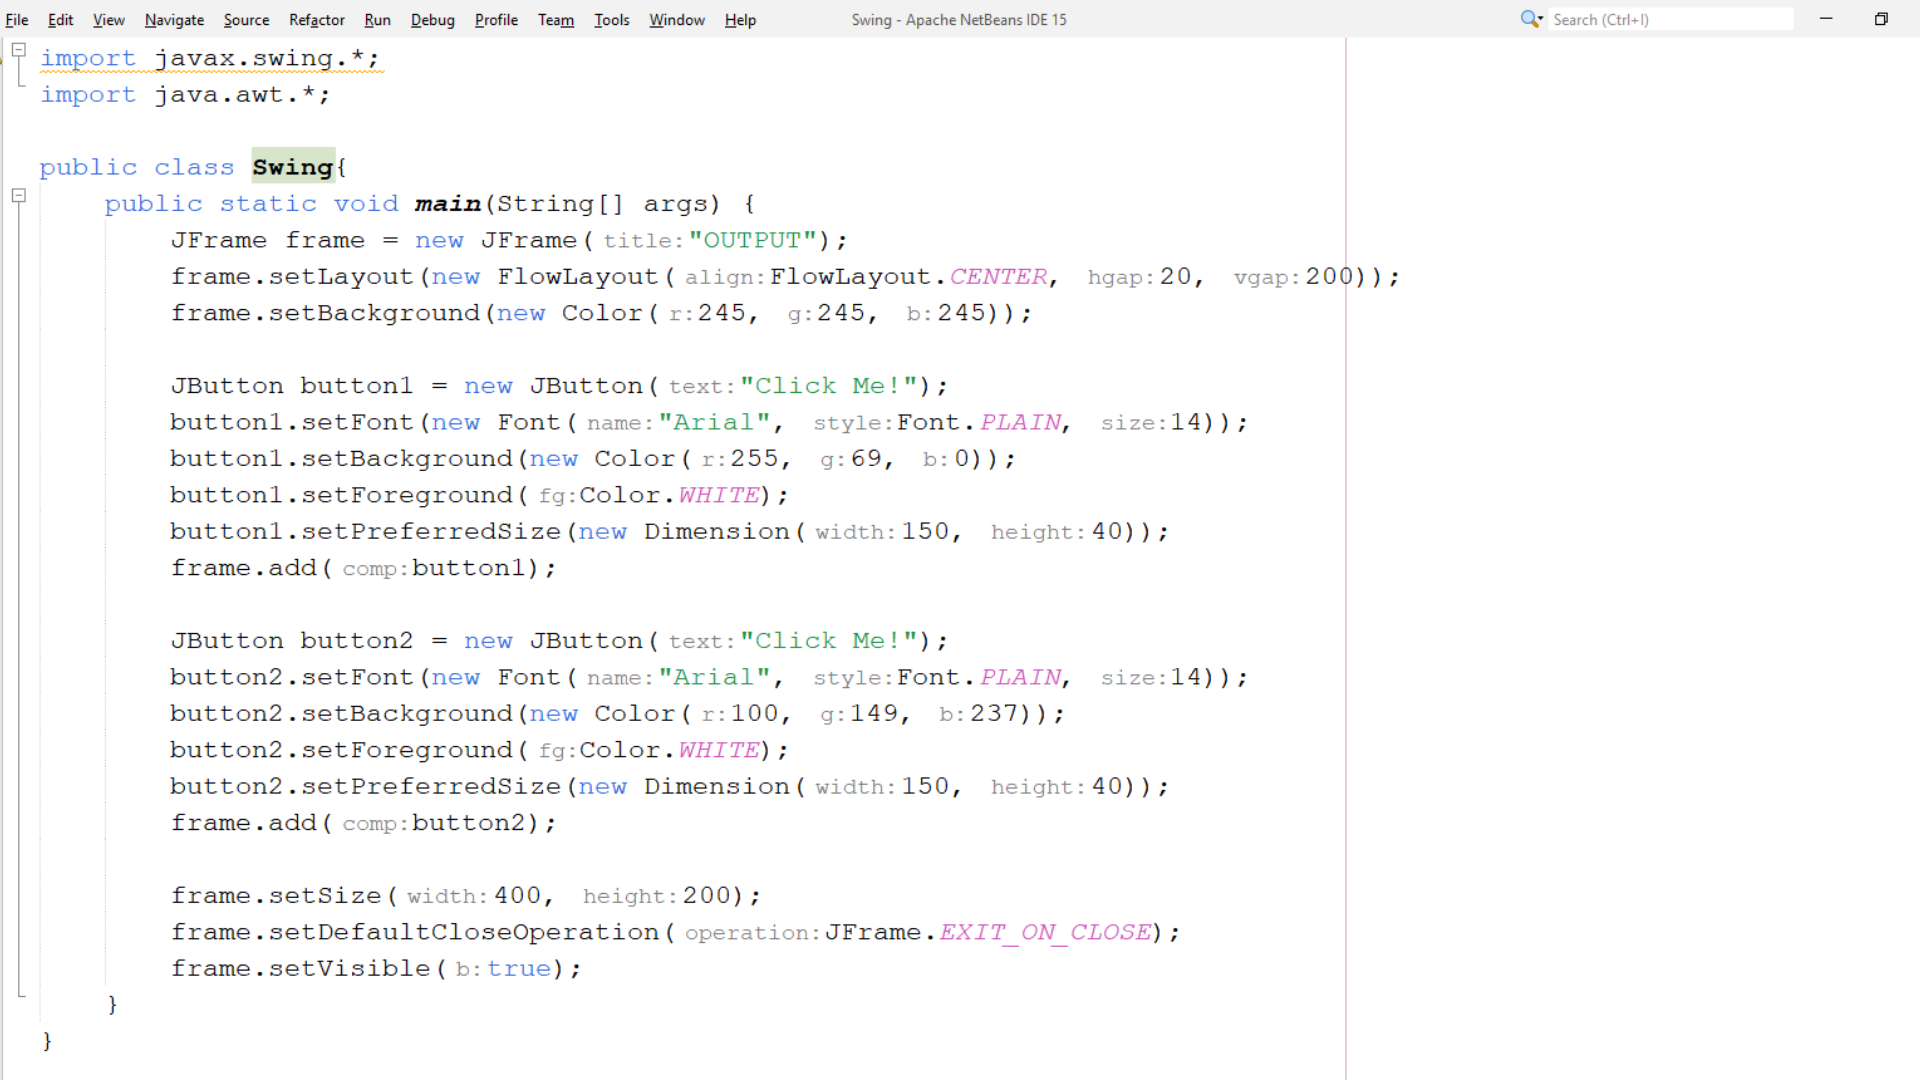 File Edit View Navigate Source Refactor Run Debug Profile Team Tools Window Help Swing - Apache NetBeans IDE 15 Search (Ctrl+I)
import javax.swing.*;
import java.awt.*;
public class Swing{
public static void main(String[] args) {
JFrame frame = new JFrame( title:"OUTPUT");
frame.setLayout(new FlowLayout( align:FlowLayout.CENTER, hgap:20, vgap:200));
frame.setBackground(new Color( r:245, g:245, b:245));
JButton button1 = new JButton( text:"Click Me!");
button1.setFont(new Font( name:"Arial", style:Font.PLAIN, size:14));
button1.setBackground(new Color( r:255, g:69, b:0));
button1.setForeground( fg:Color.WHITE);
button1.setPreferredSize(new Dimension( width:150, height:40));
frame.add( comp:button1);
JButton button2 = new JButton( text:"Click Me!");
button2.setFont(new Font( name:"Arial", style:Font.PLAIN, size:14));
button2.setBackground(new Color( r:100, g:149, b:237));
button2.setForeground( fg:Color.WHITE);
button2.setPreferredSize(new Dimension( width:150, height:40));
frame.add( comp:button2);
frame.setSize( width:400, height:200);
frame.setDefaultCloseOperation( operation:JFrame.EXIT_ON_CLOSE);
frame.setVisible( b:true);
}
}